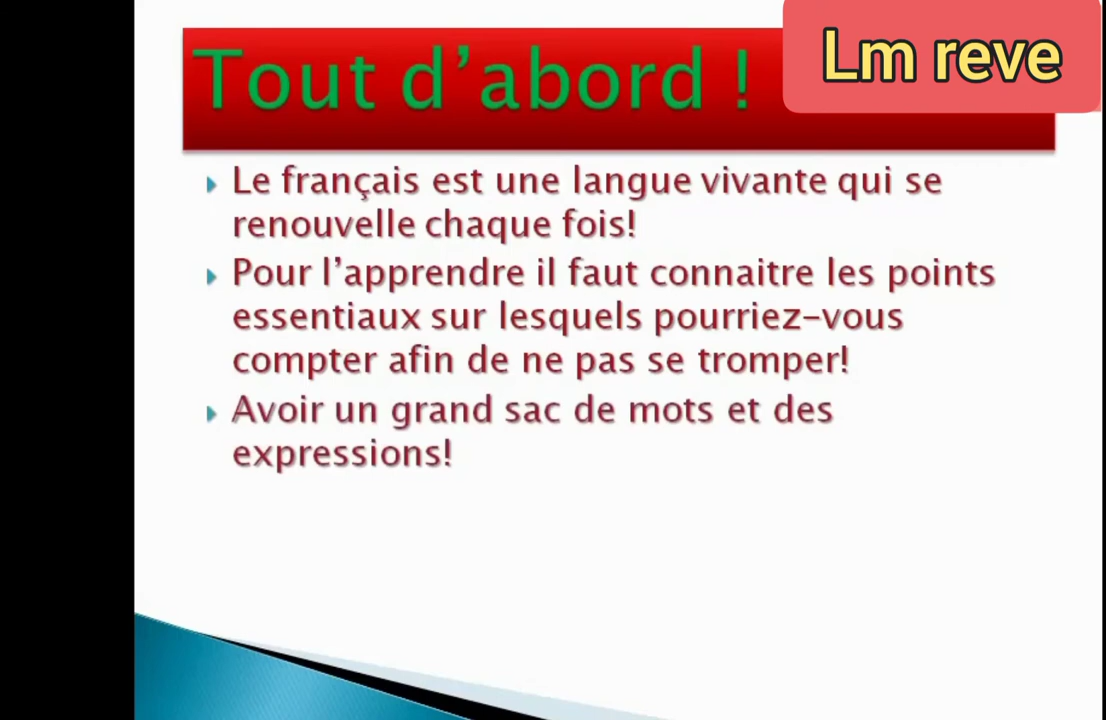 Tout d’abord !
Lm reve
Le français est une langue vivante qui se
renouvelle chaque fois!
Pour l’apprendre il faut connaitre les points
essentiaux sur lesquels pourriez-vous
compter afin de ne pas se tromper!
Avoir un grand sac de mots et des
expressions!